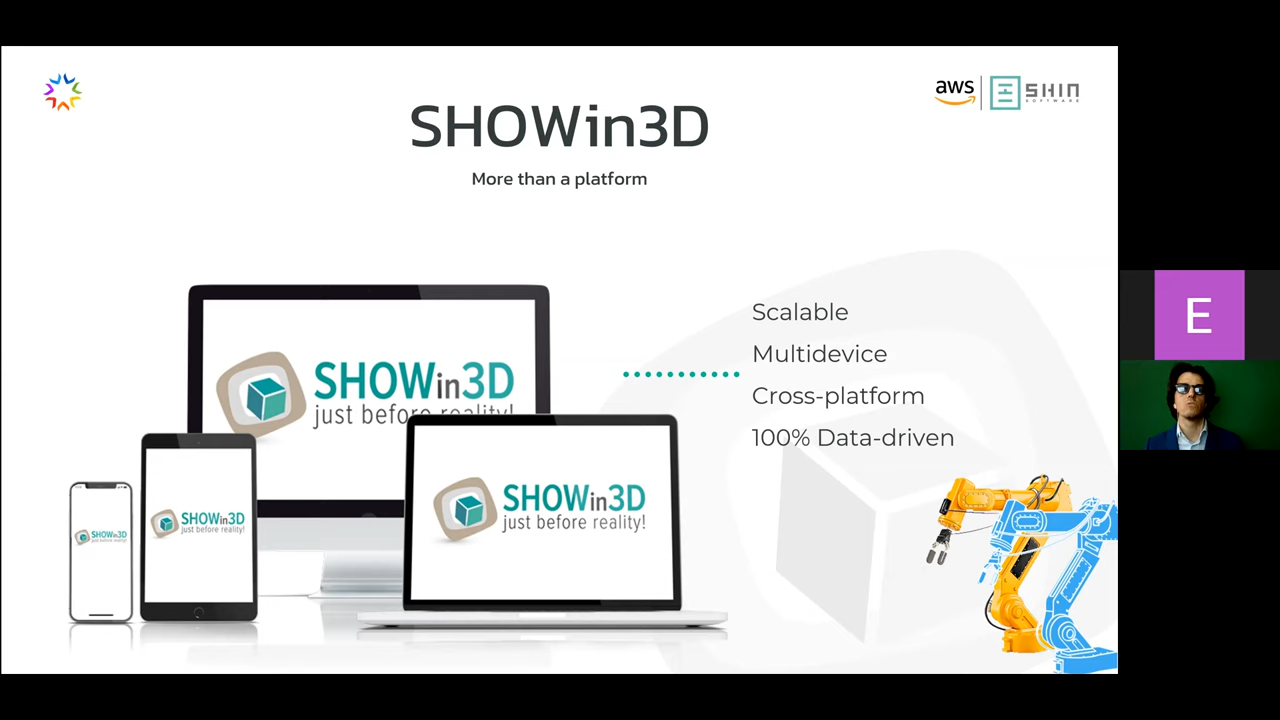 aws
SHIN
SOFTWARE
SHOWin3D
More than a platform
Scalable
Multidevice
Cross-platform
100% Data-driven
SHOWin3D
just before reality!
SHOWin3D
just before reality!
SHOWin3D
just before reality!
SHOWin3D
just before reality!
E